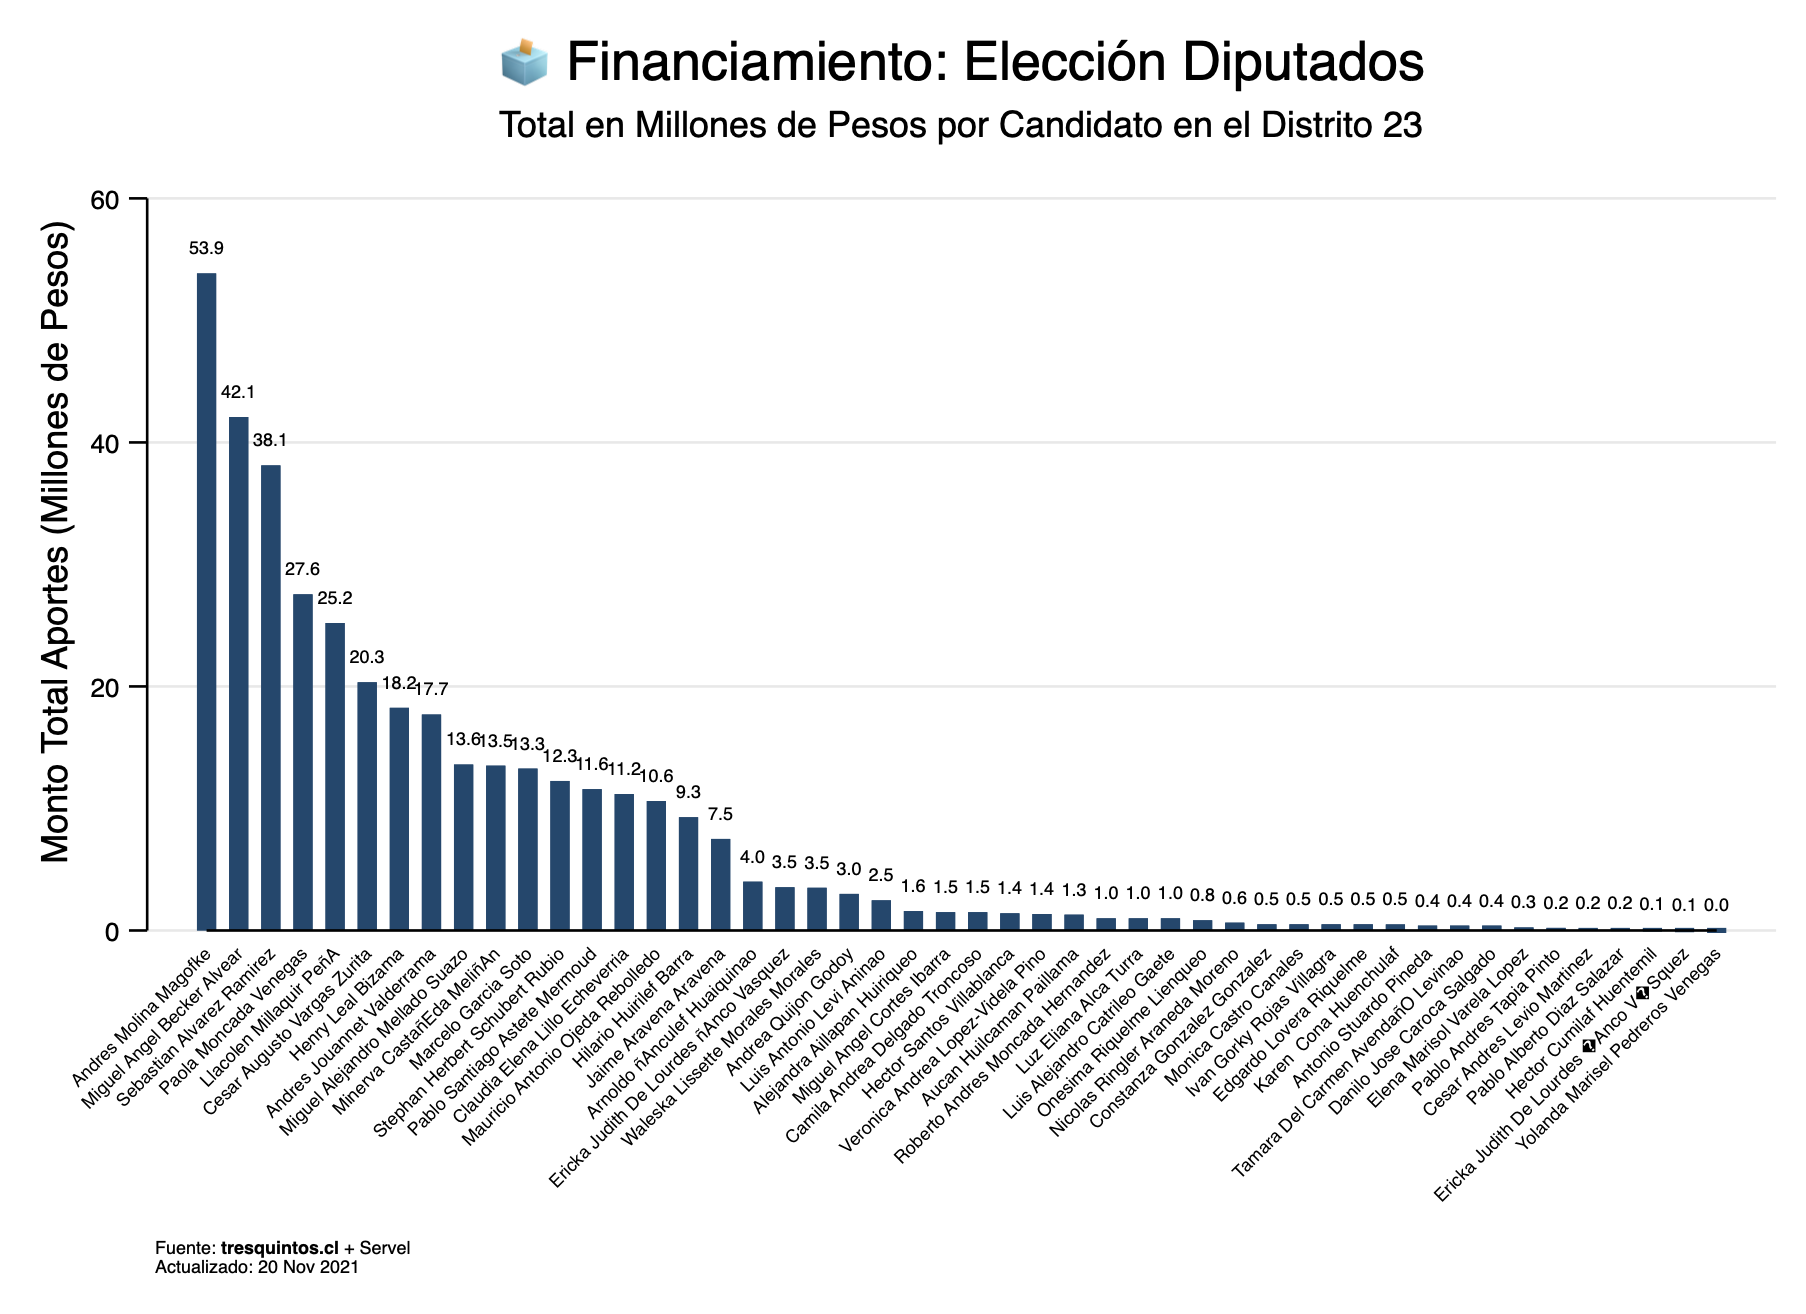 Financiamiento: Elección Diputados
Total en Millones de Pesos por Candidato en el Distrito 23
Monto Total Aportes (Millones de Pesos)
60
40
20
0
53.9
42.1
38.1
27.6
25.2
20.3
18.2
17.7
13.6
13.5
13.3
12.3
11.6
11.2
10.6
9.3
7.5
4.0
3.5
3.5
3.0
2.5
1.6
1.5
1.5
1.4
1.4
1.3
1.0
1.0
1.0
0.8
0.6
0.5
0.5
0.5
0.5
0.5
0.4
0.4
0.4
0.3
0.2
0.2
0.2
0.1
0.1
0.0
Andres Molina Magofke
Miguel Angel Becker Alvear
Sebastian Alvarez Ramirez
Paola Moncada Venegas
Llacolen Millaquir PeñA
Cesar Augusto Vargas Zurita
Henry Leal Bizama
Andres Jouannet Valderrama
Miguel Alejandro Mellado Suazo
Minerva CastañEda MeliñAn
Marcelo Garcia Soto
Stephan Herbert Schubert Rubio
Pablo Santiago Astete Mermoud
Claudia Elena Lillo Echeverria
Mauricio Antonio Ojeda Rebolledo
Hilario Huirilef Barra
Jaime Aravena Aravena
Arnoldo ñAnculef Huaiquinao
Ericka Judith De Lourdes ñAnco Vasquez
Waleska Lissette Morales Morales
Andrea Quijon Godoy
Luis Antonio Levi Aninao
Alejandra Aillapan Huiriqueo
Miguel Angel Cortes Ibarra
Camila Andrea Delgado Troncoso
Hector Santos Villablanca
Veronica Andrea Lopez-Videla Pino
Aucan Huilcaman Paillama
Roberto Andres Moncada Hernandez
Luz Eliana Alca Turra
Luis Alejandro Catrileo Gaete
Onesima Riquelme Lienqueo
Nicolas Ringler Araneda Moreno
Constanza Gonzalez Gonzalez
Monica Castro Canales
Ivan Gorky Rojas Villagra
Edgardo Lovera Riquelme
Karen Cona Huenchulaf
Antonio Stuardo Pineda
Tamara Del Carmen AvendañO Levinao
Danilo Jose Caroca Salgado
Elena Marisol Varela Lopez
Pablo Andres Tapia Pinto
Cesar Andres Levio Martinez
Pablo Alberto Diaz Salazar
Hector Cumilaf Huentemil
Ericka Judith De Lourdes �Anco V�Squez
Yolanda Marisel Pedreros Venegas
Fuente: tresquintos.cl + Servel
Actualizado: 20 Nov 2021